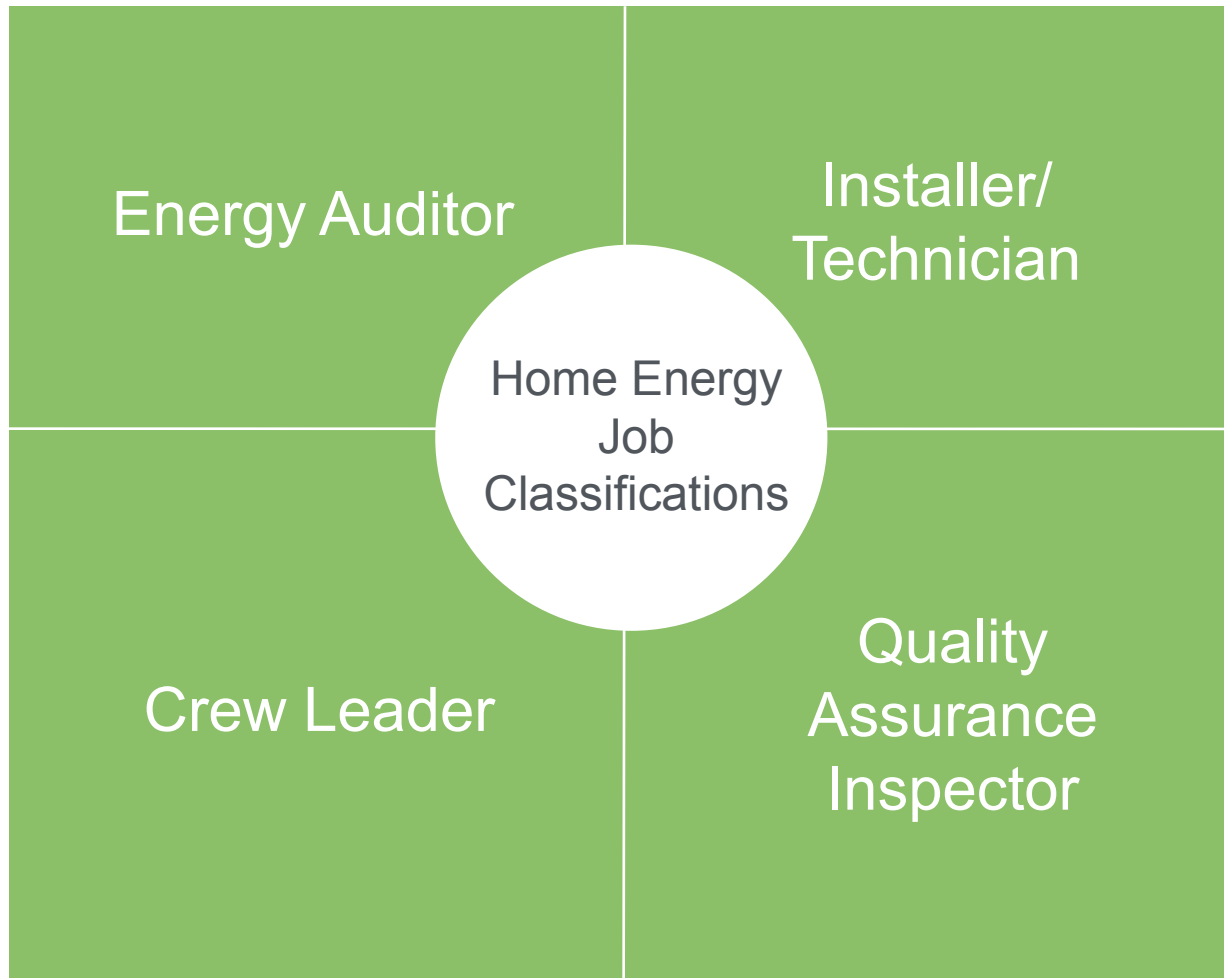 Energy Auditor
Installer/
Technician
Home Energy
Job
Classifications
Crew Leader
Quality
Assurance
Inspector